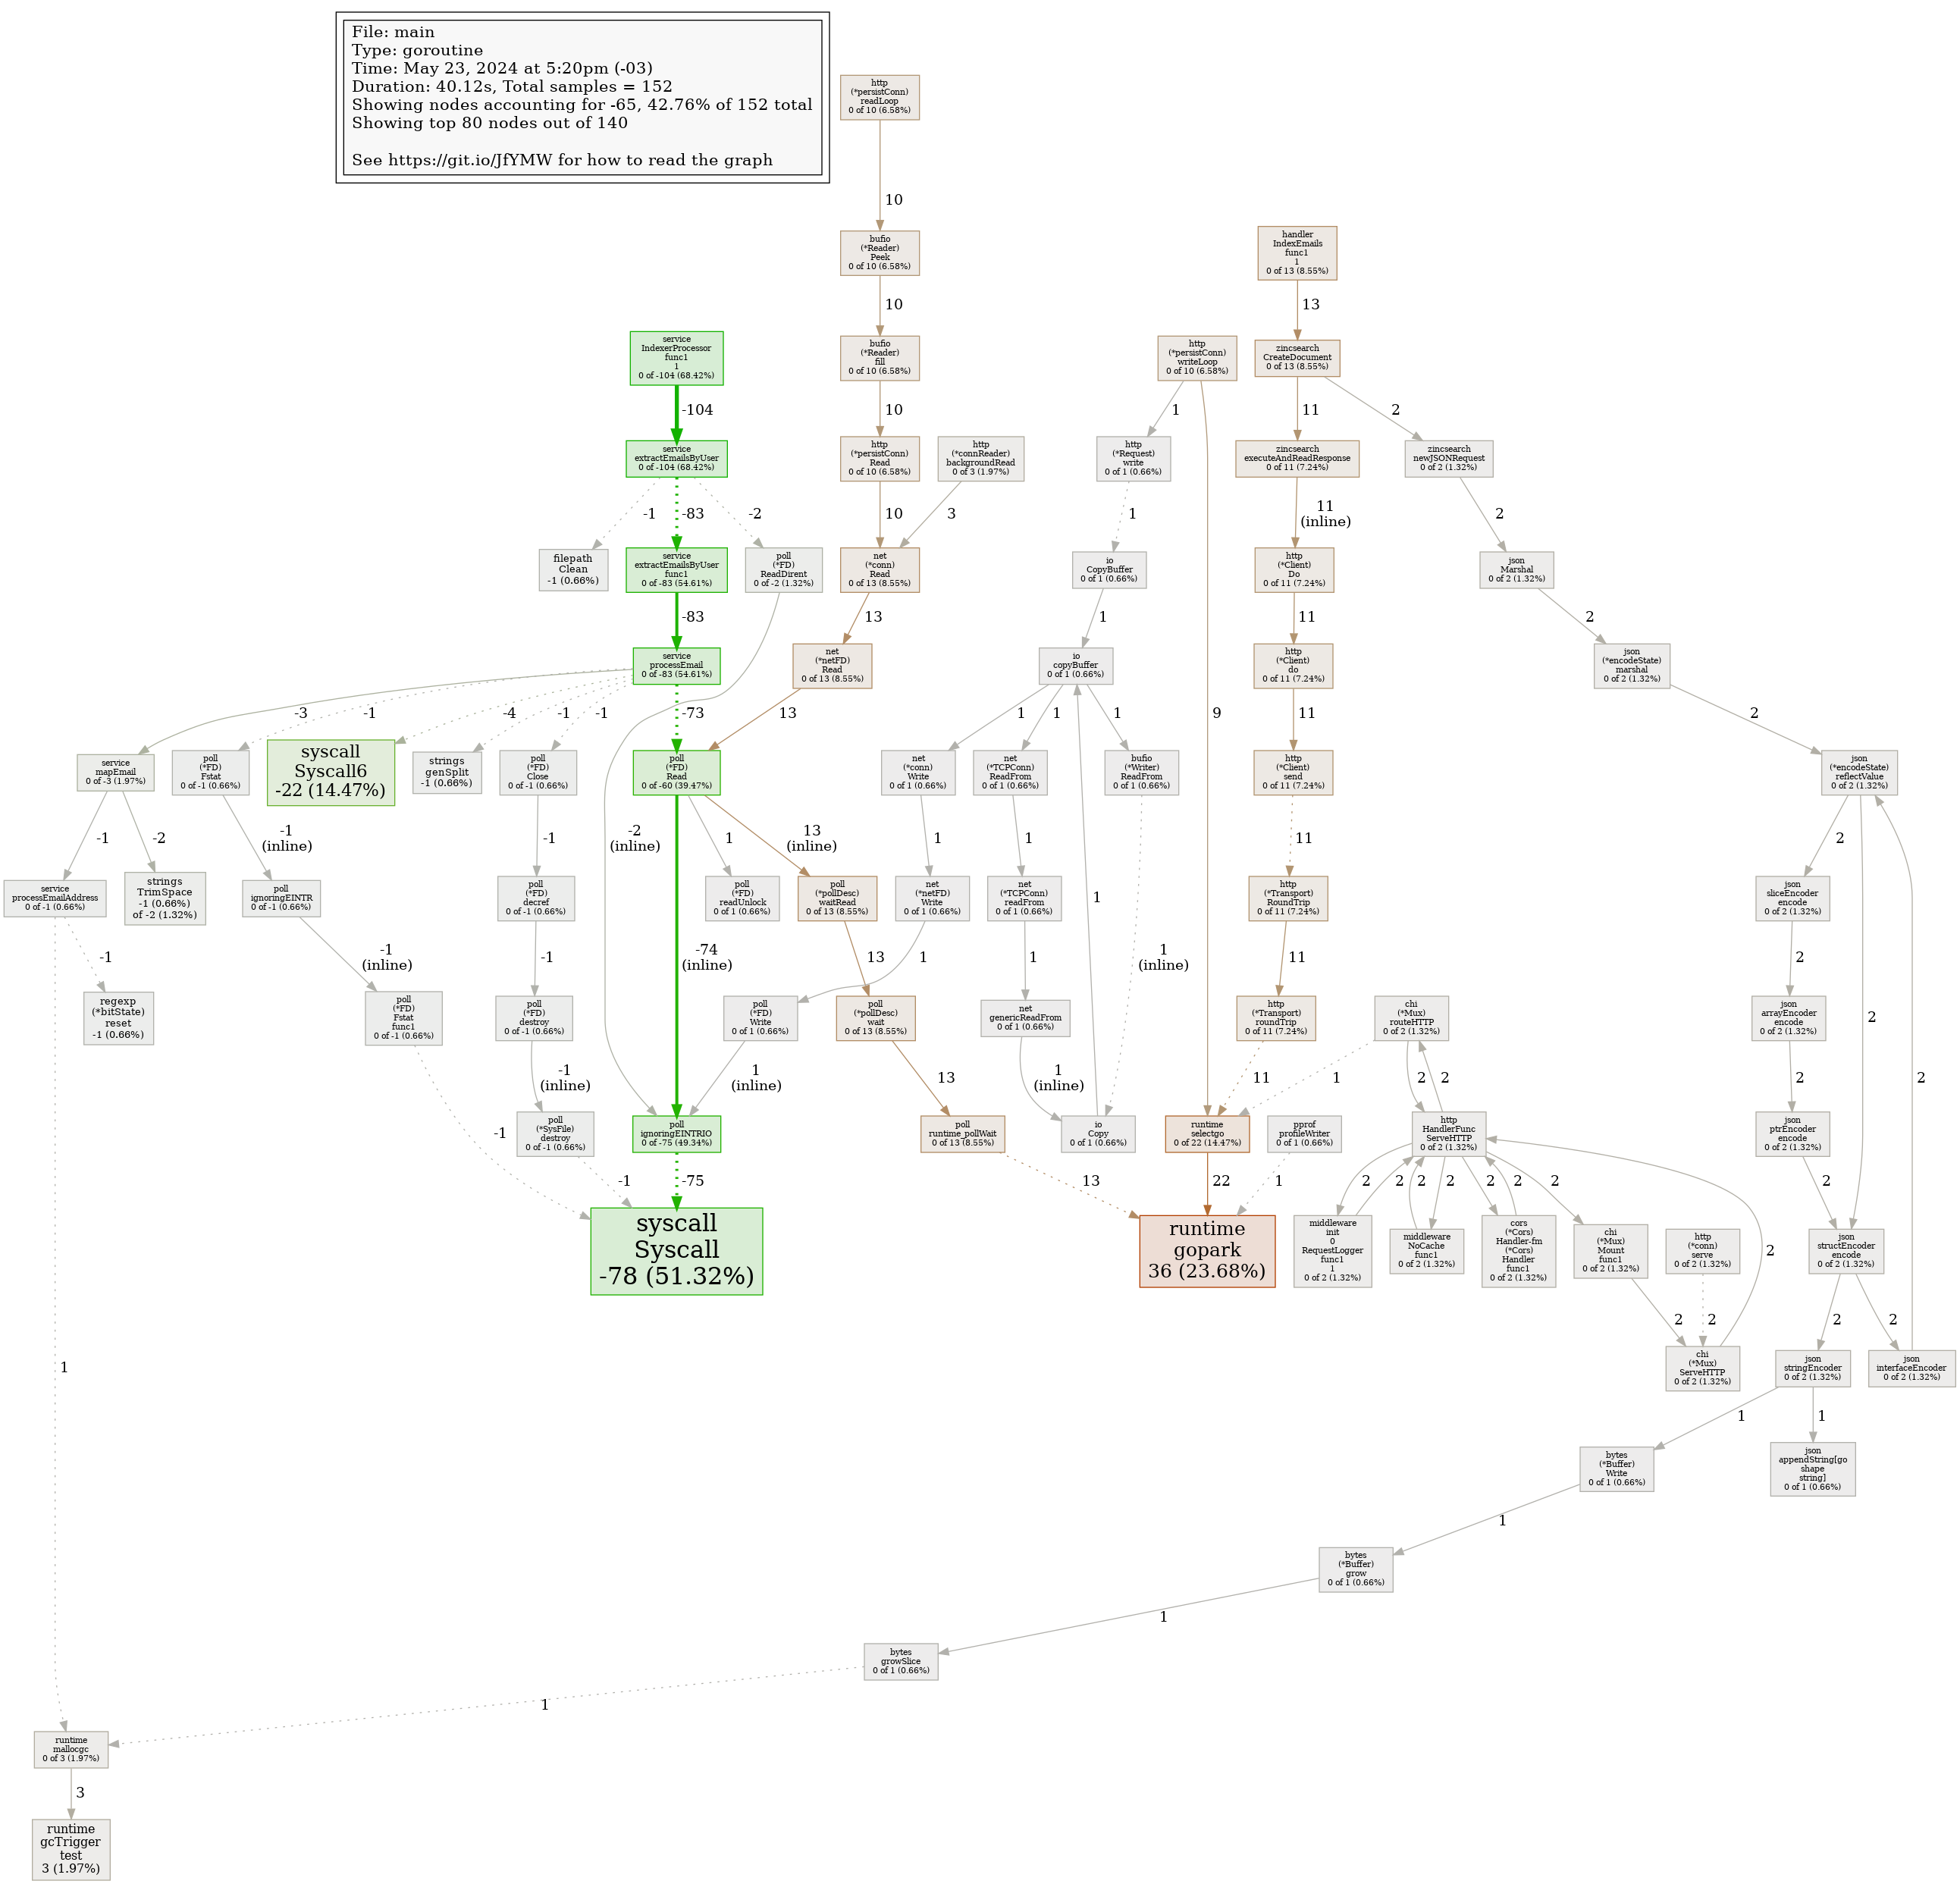 File: main
Type: goroutine
Time: May 23, 2024 at 5:20pm (-03)
Duration: 40.12s, Total samples = 152
Showing nodes accounting for -65, 42.76% of 152 total
Showing top 80 nodes out of 140
See https://git.io/JfYMW for how to read the graph
http
(*persistConn)
readLoop
0 of 10 (6.58%)
10
bufio
(*Reader)
Peek
0 of 10 (6.58%)
handler
IndexEmails
func1
1
0 of 13 (8.55%)
10
13
service
IndexerProcessor
func1
1
0 of -104 (68.42%)
bufio
(*Reader)
fill
0 of 10 (6.58%)
http
(*persistConn)
writeLoop
0 of 10 (6.58%)
zincsearch
CreateDocument
0 of 13 (8.55%)
-104
10
1
11
2
service
extractEmailsByUser
0 of -104 (68.42%)
http
(*persistConn)
Read
0 of 10 (6.58%)
http
(*connReader)
backgroundRead
0 of 3 (1.97%)
http
(*Request)
write
0 of 1 (0.66%)
zincsearch
executeAndReadResponse
0 of 11 (7.24%)
zincsearch
newJSONRequest
0 of 2 (1.32%)
-1
-83
-2
10
3
1
11
(inline)
2
filepath
Clean
-1 (0.66%)
service
extractEmailsByUser
func1
0 of -83 (54.61%)
poll
(*FD)
ReadDirent
0 of -2 (1.32%)
net
(*conn)
Read
0 of 13 (8.55%)
io
CopyBuffer
0 of 1 (0.66%)
http
(*Client)
Do
0 of 11 (7.24%)
json
Marshal
0 of 2 (1.32%)
-83
13
1
11
2
service
processEmail
0 of -83 (54.61%)
net
(*netFD)
Read
0 of 13 (8.55%)
io
copyBuffer
0 of 1 (0.66%)
http
(*Client)
do
0 of 11 (7.24%)
json
(*encodeState)
marshal
0 of 2 (1.32%)
-3
-1
-4
-1
-1
-73
13
1
1
1
9
11
2
service
mapEmail
0 of -3 (1.97%)
poll
(*FD)
Fstat
0 of -1 (0.66%)
syscall
Syscall6
-22 (14.47%)
strings
genSplit
-1 (0.66%)
poll
(*FD)
Close
0 of -1 (0.66%)
poll
(*FD)
Read
0 of -60 (39.47%)
net
(*conn)
Write
0 of 1 (0.66%)
net
(*TCPConn)
ReadFrom
0 of 1 (0.66%)
bufio
(*Writer)
ReadFrom
0 of 1 (0.66%)
http
(*Client)
send
0 of 11 (7.24%)
json
(*encodeState)
reflectValue
0 of 2 (1.32%)
-1
-2
-1
(inline)
-1
-2
(inline)
1
13
(inline)
1
1
11
2
service
processEmailAddress
0 of -1 (0.66%)
strings
TrimSpace
-1 (0.66%)
of -2 (1.32%)
poll
ignoringEINTR
0 of -1 (0.66%)
poll
(*FD)
decref
0 of -1 (0.66%)
poll
(*FD)
readUnlock
0 of 1 (0.66%)
poll
(*pollDesc)
waitRead
0 of 13 (8.55%)
net
(*netFD)
Write
0 of 1 (0.66%)
net
(*TCPConn)
readFrom
0 of 1 (0.66%)
1
http
(*Transport)
RoundTrip
0 of 11 (7.24%)
json
sliceEncoder
encode
0 of 2 (1.32%)
-1
-1
(inline)
-1
-74
(inline)
13
1
1
1
(inline)
11
2
2
2
regexp
(*bitState)
reset
-1 (0.66%)
poll
(*FD)
Fstat
func1
0 of -1 (0.66%)
poll
(*FD)
destroy
0 of -1 (0.66%)
poll
(*FD)
Write
0 of 1 (0.66%)
poll
(*pollDesc)
wait
0 of 13 (8.55%)
net
genericReadFrom
0 of 1 (0.66%)
http
(*Transport)
roundTrip
0 of 11 (7.24%)
chi
(*Mux)
routeHTTP
0 of 2 (1.32%)
json
arrayEncoder
encode
0 of 2 (1.32%)
-1
(inline)
1
(inline)
13
1
(inline)
11
1
2
2
2
poll
(*SysFile)
destroy
0 of -1 (0.66%)
poll
ignoringEINTRIO
0 of -75 (49.34%)
poll
runtime_pollWait
0 of 13 (8.55%)
io
Copy
0 of 1 (0.66%)
runtime
selectgo
0 of 22 (14.47%)
pprof
profileWriter
0 of 1 (0.66%)
http
HandlerFunc
ServeHTTP
0 of 2 (1.32%)
json
ptrEncoder
encode
0 of 2 (1.32%)
-1
-1
-75
13
22
1
2
2
2
2
2
2
2
2
2
syscall
Syscall
-78 (51.32%)
runtime
gopark
36 (23.68%)
middleware
init
0
RequestLogger
func1
1
0 of 2 (1.32%)
middleware
NoCache
func1
0 of 2 (1.32%)
cors
(*Cors)
Handler-fm
(*Cors)
Handler
func1
0 of 2 (1.32%)
chi
(*Mux)
Mount
func1
0 of 2 (1.32%)
http
(*conn)
serve
0 of 2 (1.32%)
json
structEncoder
encode
0 of 2 (1.32%)
2
2
2
2
1
chi
(*Mux)
ServeHTTP
0 of 2 (1.32%)
json
stringEncoder
0 of 2 (1.32%)
json
interfaceEncoder
0 of 2 (1.32%)
1
1
bytes
(*Buffer)
Write
0 of 1 (0.66%)
json
appendString[go
shape
string]
0 of 1 (0.66%)
1
bytes
(*Buffer)
grow
0 of 1 (0.66%)
1
bytes
growSlice
0 of 1 (0.66%)
1
runtime
mallocgc
0 of 3 (1.97%)
3
runtime
gcTrigger
test
3 (1.97%)